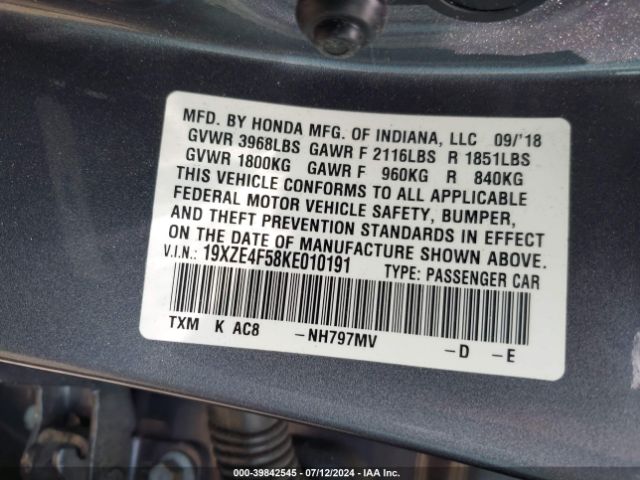 MFD. BY HONDA MFG. OF INDIANA, LLC 09/'18
GVWR 3968LBS GAWR F 2116LBS R 1851LBS
GVWR 1800KG GAWR F 960KG R 840KG
THIS VEHICLE CONFORMS TO ALL APPLICABLE
FEDERAL MOTOR VEHICLE SAFETY, BUMPER,
AND THEFT PREVENTION STANDARDS IN EFFECT
ON THE DATE OF MANUFACTURE SHOWN ABOVE.
V.I.N.: 19XZE4F58KE010191 TYPE: PASSENGER CAR
TXM K AC8 -NH797MV -D -E
000-39842545 - 07/12/2024 - IAA Inc.